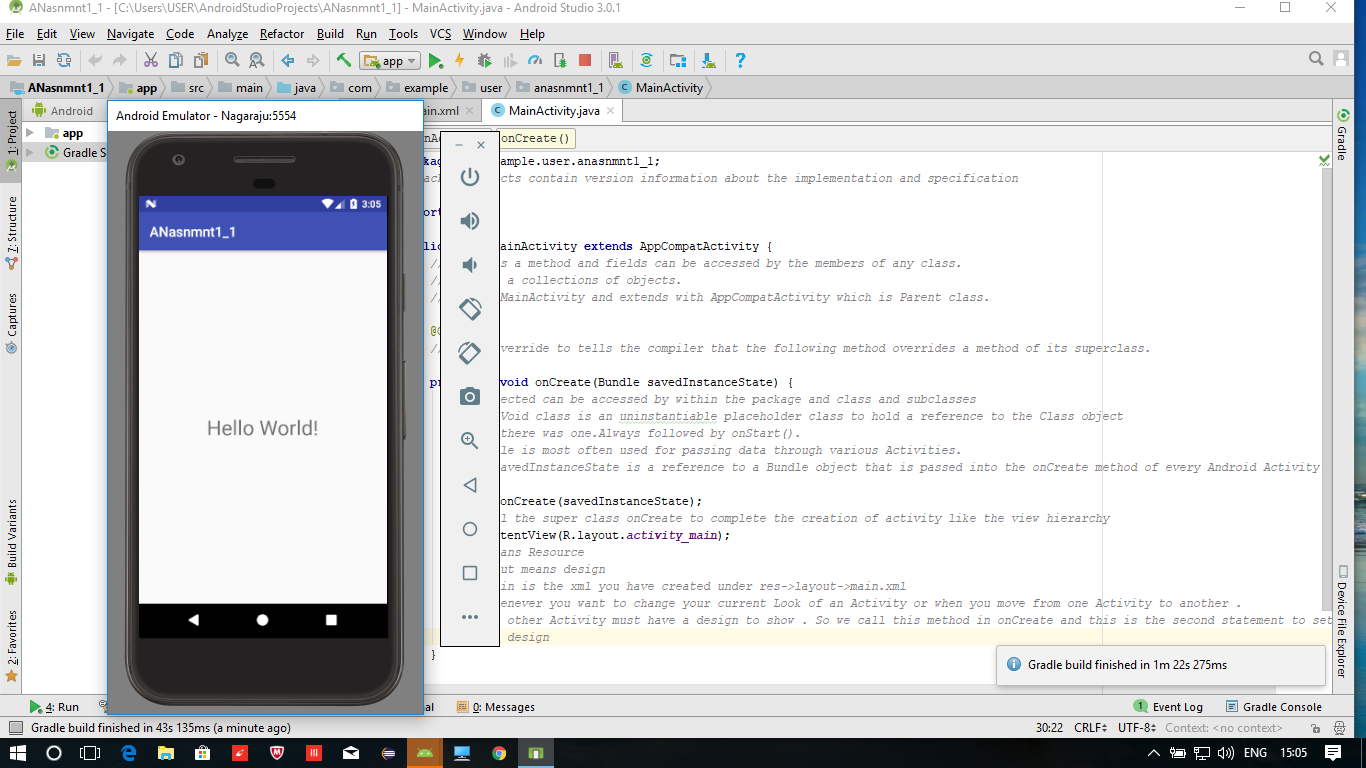 ANasnmnt1_1 - [C:\Users\USER\AndroidStudioProjects\ANasnmnt1_1] - MainActivity.java - Android Studio 3.0.1
File Edit View Navigate Code Analyze Refactor Build Run Tools VCS Window Help
app
ANasnmnt1_1 app src main java com example user anasnmnt1_1 MainActivity
Android
ain.xml MainActivity.java
1: Project
7: Structure
Captures
Build Variants
2: Favorites
app
Gradle S
Android Emulator - Nagaraju:5554
3:05
ANasnmnt1_1
Hello World!
onCreate()
ample.user.anasnmnt1_1;
cts contain version information about the implementation and specification
ort
lic ainActivity extends AppCompatActivity {
// s a method and fields can be accessed by the members of any class.
// a collections of objects.
// MainActivity and extends with AppCompatActivity which is Parent class.
// verride to tells the compiler that the following method overrides a method of its superclass.
void onCreate(Bundle savedInstanceState) {
ected can be accessed by within the package and class and subclasses
Void class is an uninstantiable placeholder class to hold a reference to the Class object
there was one.Always followed by onStart().
le is most often used for passing data through various Activities.
avedInstanceState is a reference to a Bundle object that is passed into the onCreate method of every Android Activity
onCreate(savedInstanceState);
l the super class onCreate to complete the creation of activity like the view hierarchy
tentView(R.layout.activity_main);
ans Resource
ut means design
in is the xml you have created under res->layout->main.xml
enever you want to change your current Look of an Activity or when you move from one Activity to another .
other Activity must have a design to show . So we call this method in onCreate and this is the second statement to set
design
}
Gradle
Device File Explorer
Gradle build finished in 1m 22s 275ms
4: Run al 0: Messages 1 Event Log Gradle Console
Gradle build finished in 43s 135ms (a minute ago) 30:22 CRLF UTF-8 Context: <no context>
ENG 15:05